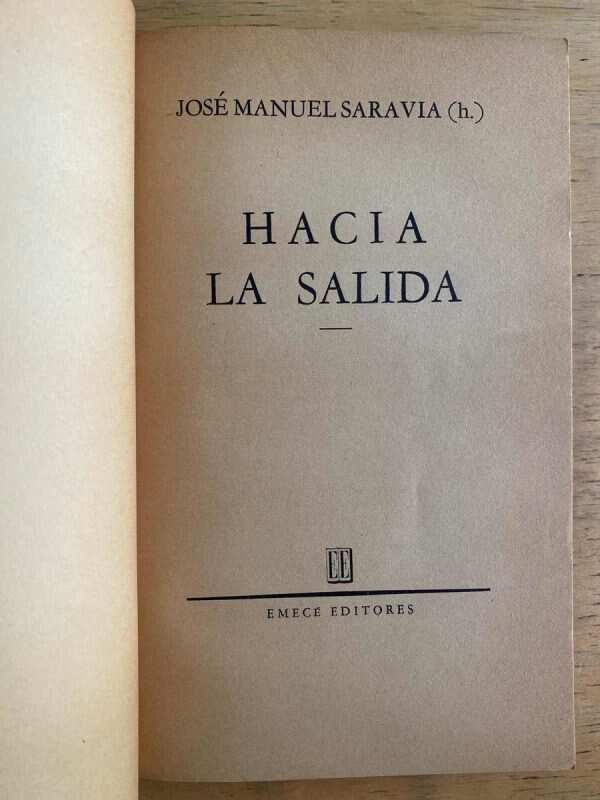 JOSÉ MANUEL SARAVIA (h.)
HACIA
LA SALIDA
EE
EMECÉ EDITORES